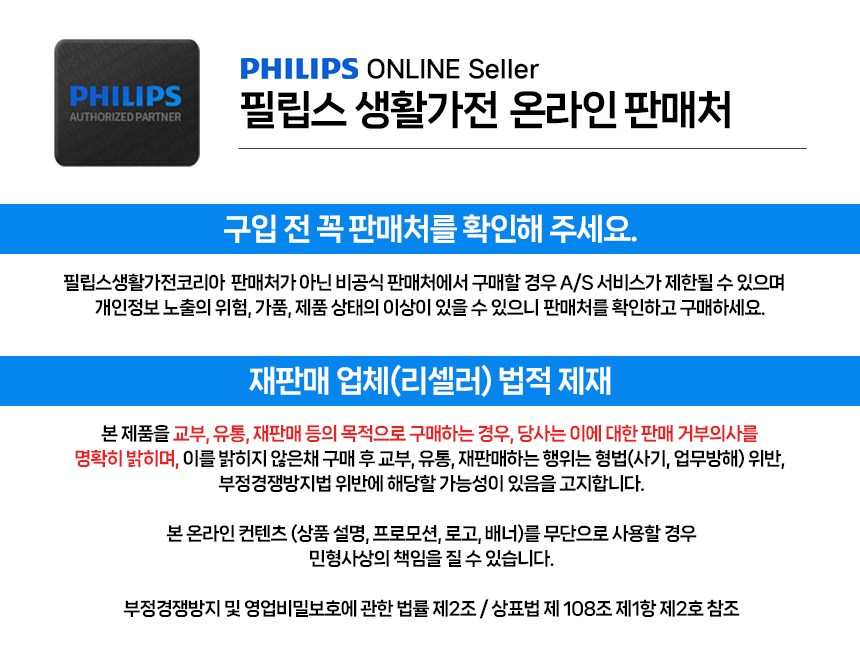 PHILIPS
AUTHORIZED PARTNER
PHILIPS ONLINE Seller
필립스 생활가전 온라인 판매처
구입 전 꼭 판매처를 확인해 주세요.
필립스생활가전코리아 판매처가 아닌 비공식 판매처에서 구매할 경우 A/S 서비스가 제한될 수 있으며
개인정보 노출의 위험, 가품, 제품 상태의 이상이 있을 수 있으니 판매처를 확인하고 구매하세요.
재판매 업체(리셀러) 법적 제재
본 제품을 교부, 유통, 재판매 등의 목적으로 구매하는 경우, 당사는 이에 대한 판매 거부의사를
명확히 밝히며, 이를 밝히지 않은채 구매 후 교부, 유통, 재판매하는 행위는 형법(사기, 업무방해) 위반,
부정경쟁방지법 위반에 해당할 가능성이 있음을 고지합니다.
본 온라인 컨텐츠 (상품 설명, 프로모션, 로고, 배너)를 무단으로 사용할 경우
민형사상의 책임을 질 수 있습니다.
부정경쟁방지 및 영업비밀보호에 관한 법률 제2조 / 상표법 제 108조 제1항 제2호 참조